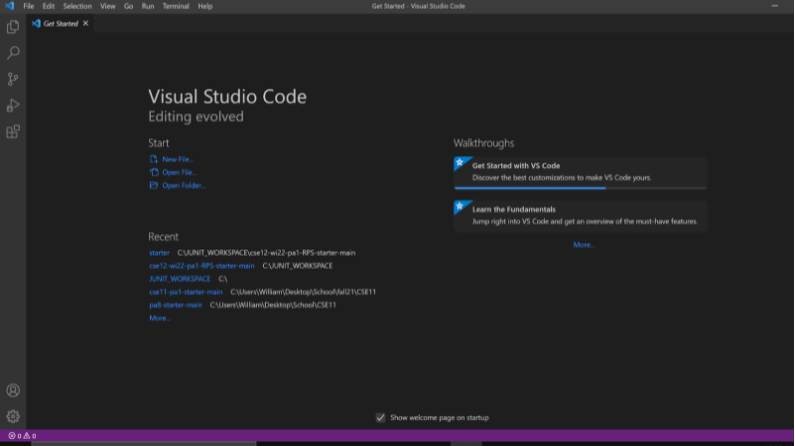 File Edit Selection View Go Run Terminal Help
Get Started - Visual Studio Code
Get Started
Visual Studio Code
Editing evolved
Start
New File...
Open File...
Open Folder...
Recent
starter C:\JUNIT_WORKSPACE\cse12-wi22-pa1-RPS-starter-main
cse12-wi22-pa1-RPS-starter-main C:\JUNIT_WORKSPACE
JUNIT_WORKSPACE C:\
cse11-pa1-starter-main C:\Users\William\Desktop\School\fall21\CSE11
pa8-starter-main C:\Users\William\Desktop\School\CSE11
More...
Walkthroughs
Get Started with VS Code
Discover the best customizations to make VS Code yours.
Learn the Fundamentals
Jump right into VS Code and get an overview of the must-have features.
More...
Show welcome page on startup
0 0